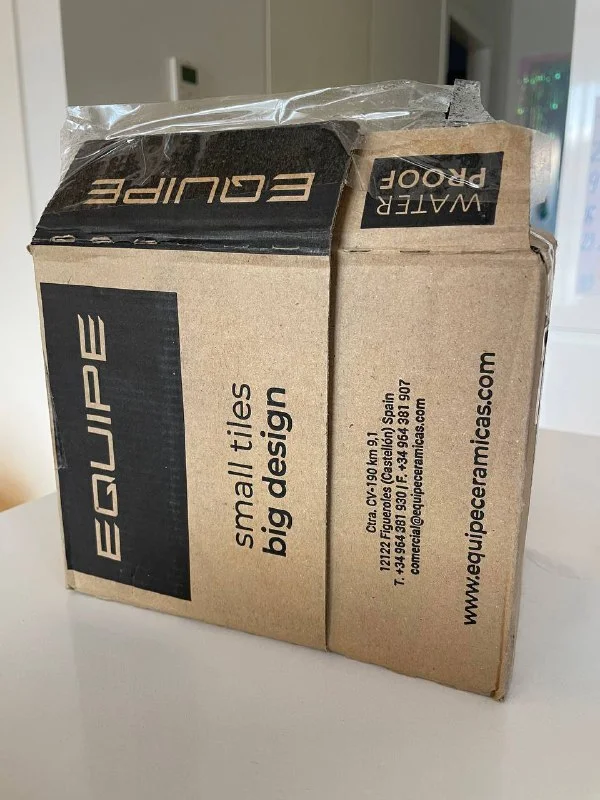 EQUIPE
WATER
PROOF
EQUIPE
small tiles
big design
Ctra. CV-190 km 9,1
12122 Figueroles (Castellón) Spain
T. +34 964 381 930 / F. +34 964 381 907
comercial@equipeceramicas.com
www.equipeceramicas.com